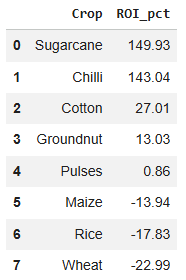 Crop ROI_pct
0 Sugarcane 149.93
1 Chilli 143.04
2 Cotton 27.01
3 Groundnut 13.03
4 Pulses 0.86
5 Maize -13.94
6 Rice -17.83
7 Wheat -22.99